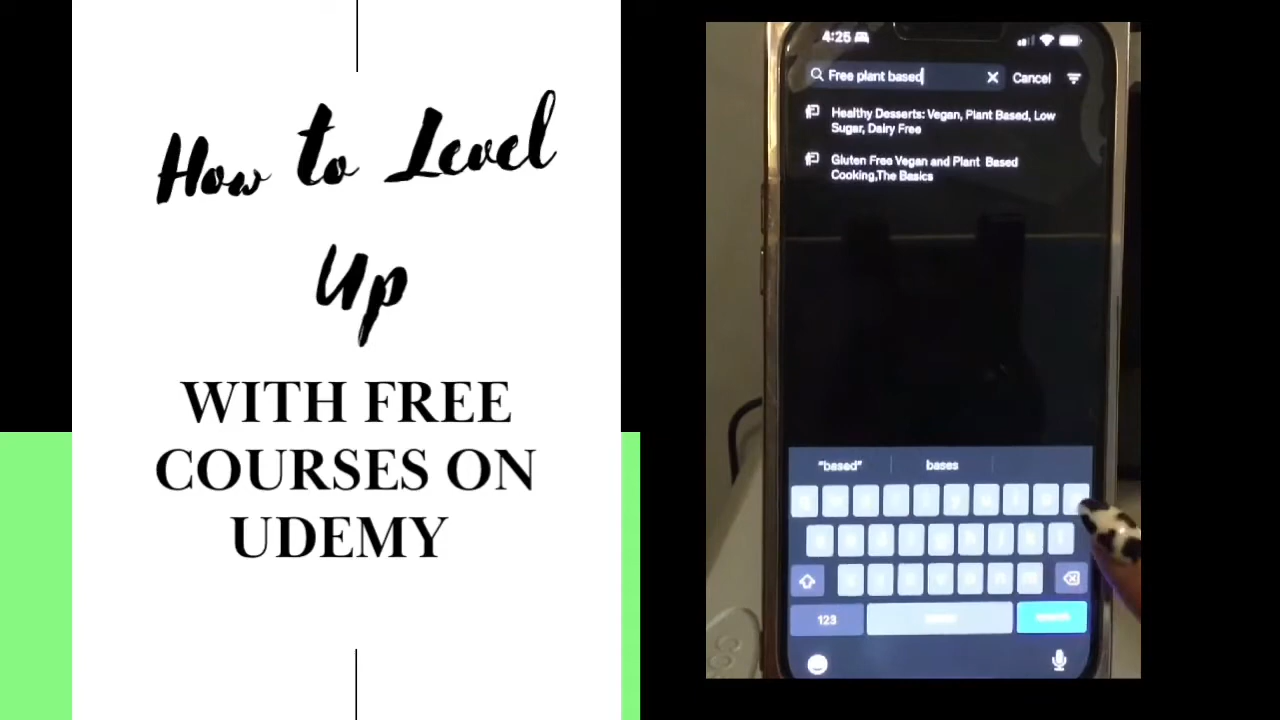 How to Level
Up
WITH FREE
COURSES ON
UDEMY
4:25
Free plant based
Cancel
Healthy Desserts: Vegan, Plant Based, Low
Sugar, Dairy Free
Gluten Free Vegan and Plant Based
Cooking,The Basics
"based" bases
123